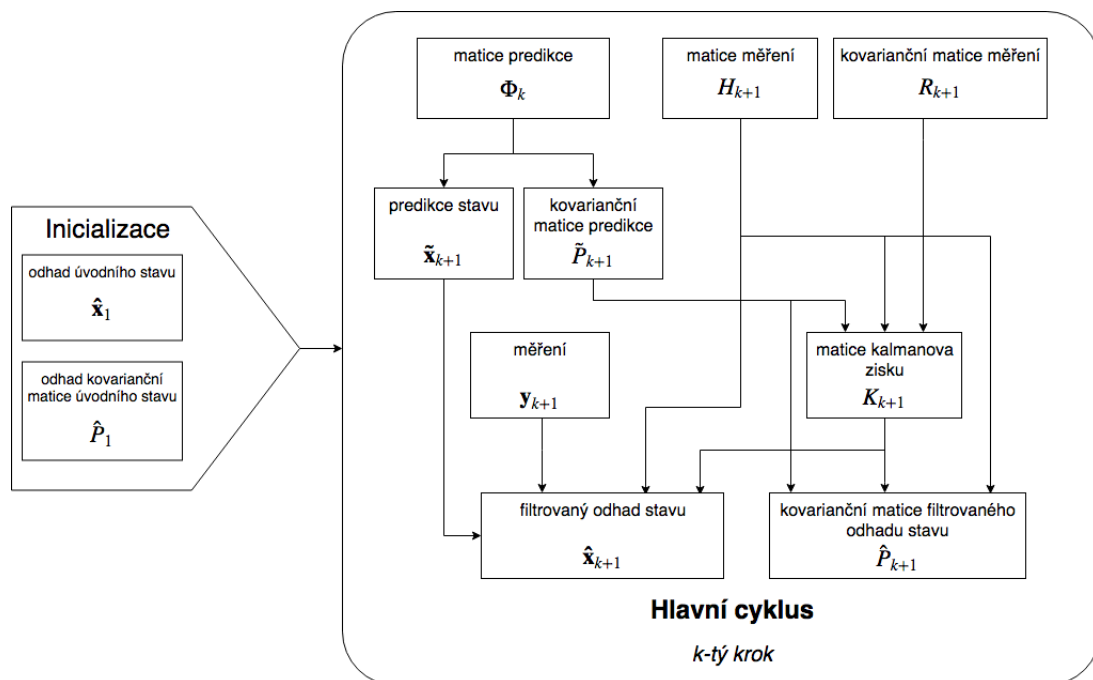 Inicializace
odhad úvodního stavu
𝐱̂₁
odhad kovarianční
matice úvodního stavu
P̂₁
matice predikce
Φₖ
matice měření
Hₖ₊₁
kovarianční matice měření
Rₖ₊₁
predikce stavu
𝐱̃ₖ₊₁
kovarianční
matice predikce
P̃ₖ₊₁
měření
𝐲ₖ₊₁
matice kalmanova
zisku
Kₖ₊₁
filtrovaný odhad stavu
𝐱̂ₖ₊₁
kovarianční matice filtrovaného
odhadu stavu
P̂ₖ₊₁
Hlavní cyklus
k-tý krok